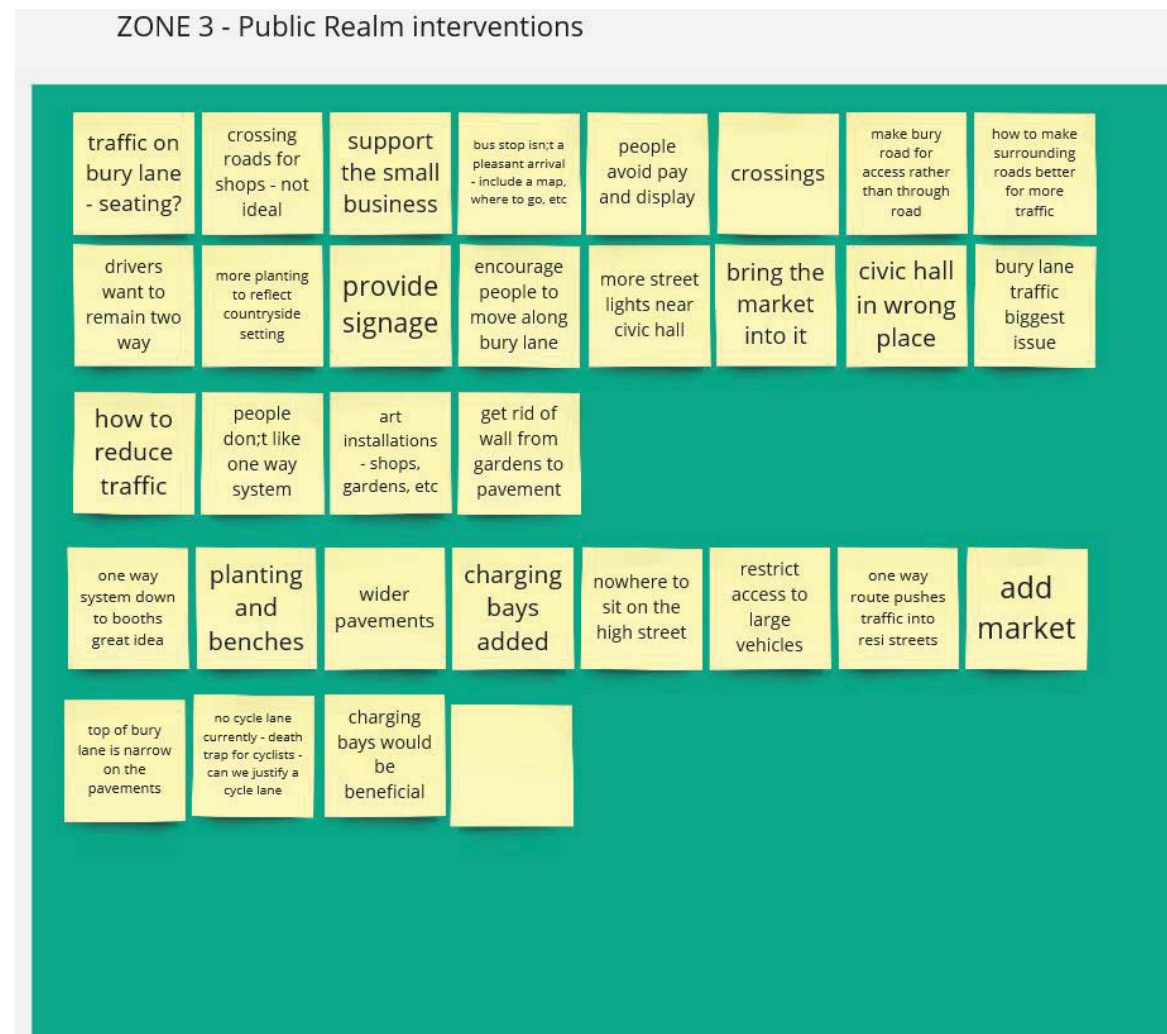 ZONE 3 - Public Realm interventions
traffic on
bury lane
- seating?
crossing
roads for
shops - not
ideal
support
the small
business
bus stop isn;t a
pleasant arrival
- include a map,
where to go, etc
people
avoid pay
and display
crossings
make bury
road for
access rather
than through
road
how to make
surrounding
roads better
for more
traffic
drivers
want to
remain two
way
more planting
to reflect
countryside
setting
provide
signage
encourage
people to
move along
bury lane
more street
lights near
civic hall
bring the
market
into it
civic hall
in wrong
place
bury lane
traffic
biggest
issue
how to
reduce
traffic
people
don;t like
one way
system
art
installations
- shops,
gardens, etc
get rid of
wall from
gardens to
pavement
one way
system down
to booths
great idea
planting
and
benches
wider
pavements
charging
bays
added
nowhere to
sit on the
high street
restrict
access to
large
vehicles
one way
route pushes
traffic into
resi streets
add
market
top of bury
lane is narrow
on the
pavements
no cycle lane
currently - death
trap for cyclists -
can we justify a
cycle lane
charging
bays would
be
beneficial